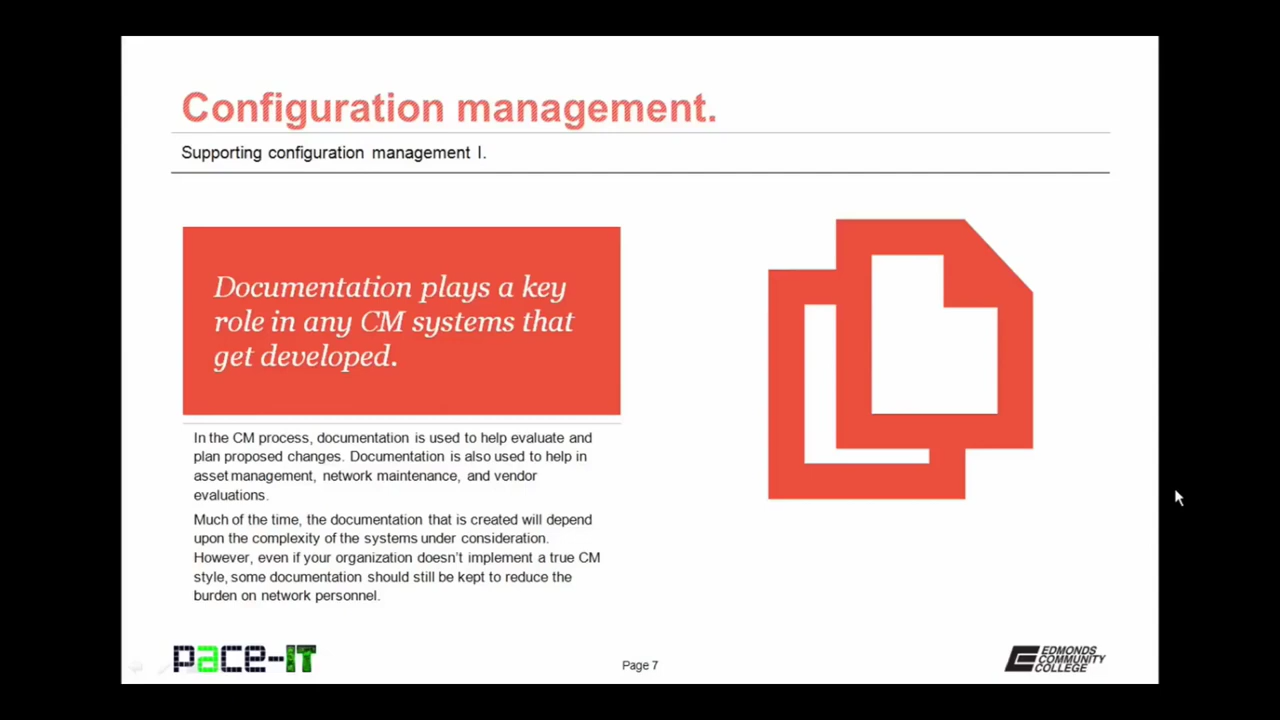 Configuration management.
Supporting configuration management I.
Documentation plays a key
role in any CM systems that
get developed.
In the CM process, documentation is used to help evaluate and
plan proposed changes. Documentation is also used to help in
asset management, network maintenance, and vendor
evaluations.
Much of the time, the documentation that is created will depend
upon the complexity of the systems under consideration.
However, even if your organization doesn't implement a true CM
style, some documentation should still be kept to reduce the
burden on network personnel.
pace-IT
Page 7
EDMONDS
COMMUNITY
COLLEGE